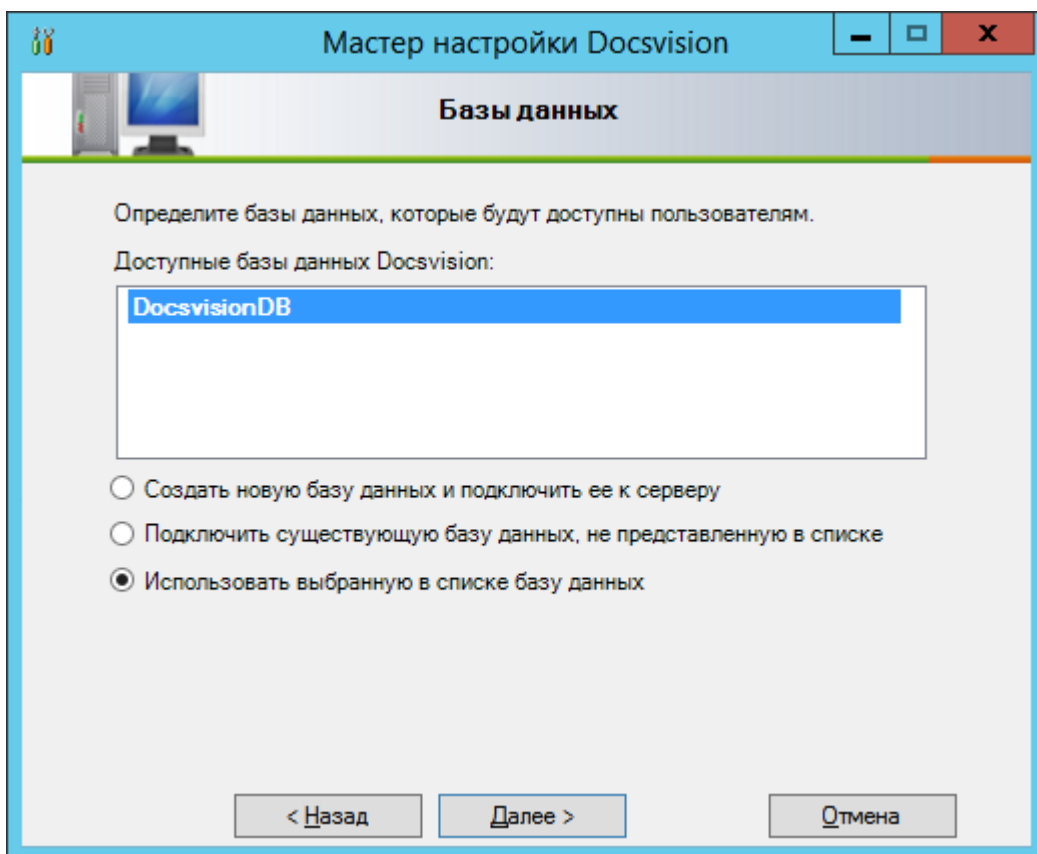 Мастер настройки Docsvision
Базы данных
Определите базы данных, которые будут доступны пользователям.
Доступные базы данных Docsvision:
DocsvisionDB
Создать новую базу данных и подключить ее к серверу
Подключить существующую базу данных, не представленную в списке
Использовать выбранную в списке базу данных
< Назад Далее > Отмена